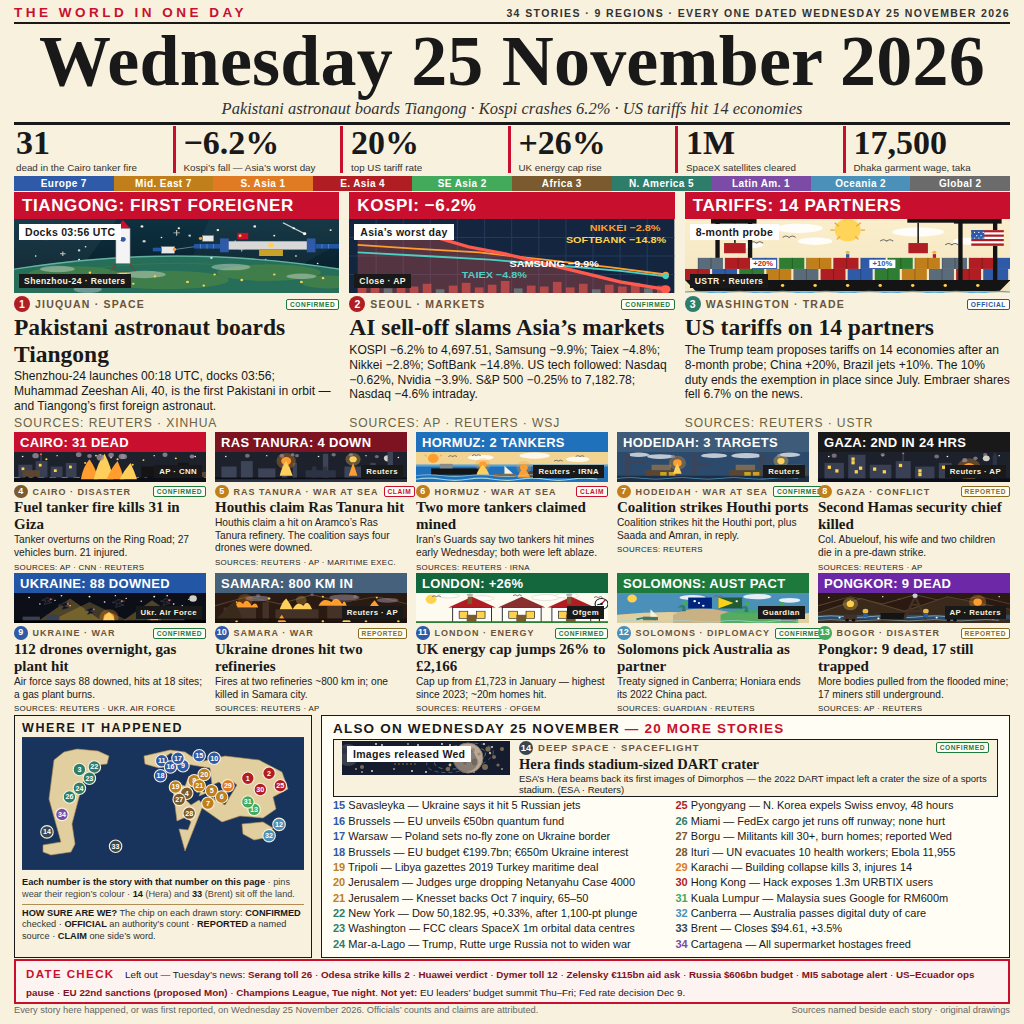 THE WORLD IN ONE DAY
34 STORIES · 9 REGIONS · EVERY ONE DATED WEDNESDAY 25 NOVEMBER 2026
Wednesday 25 November 2026
Pakistani astronaut boards Tiangong · Kospi crashes 6.2% · US tariffs hit 14 economies
31
dead in the Cairo tanker fire
−6.2%
Kospi's fall — Asia's worst day
20%
top US tariff rate
+26%
UK energy cap rise
1M
SpaceX satellites cleared
17,500
Dhaka garment wage, taka
Europe 7
Mid. East 7
S. Asia 1
E. Asia 4
SE Asia 2
Africa 3
N. America 5
Latin Am. 1
Oceania 2
Global 2
TIANGONG: FIRST FOREIGNER
Docks 03:56 UTC
Shenzhou-24 · Reuters
1 JIUQUAN · SPACE
CONFIRMED
Pakistani astronaut boards
Tiangong
Shenzhou-24 launches 00:18 UTC, docks 03:56;
Muhammad Zeeshan Ali, 40, is the first Pakistani in orbit —
and Tiangong's first foreign astronaut.
SOURCES: REUTERS · XINHUA
KOSPI: −6.2%
Asia's worst day
NIKKEI −2.8%
SOFTBANK −14.8%
SAMSUNG −9.9%
TAIEX −4.8%
Close · AP
2 SEOUL · MARKETS
CONFIRMED
AI sell-off slams Asia's markets
KOSPI −6.2% to 4,697.51, Samsung −9.9%; Taiex −4.8%;
Nikkei −2.8%; SoftBank −14.8%. US tech followed: Nasdaq
−0.62%, Nvidia −3.9%. S&P 500 −0.25% to 7,182.78;
Nasdaq −4.6% intraday.
SOURCES: AP · REUTERS · WSJ
TARIFFS: 14 PARTNERS
8-month probe
+20%
+10%
USTR · Reuters
3 WASHINGTON · TRADE
OFFICIAL
US tariffs on 14 partners
The Trump team proposes tariffs on 14 economies after an
8-month probe; China +20%, Brazil jets +10%. The 10%
duty ends the exemption in place since July. Embraer shares
fell 6.7% on the news.
SOURCES: REUTERS · USTR
CAIRO: 31 DEAD
AP · CNN
4 CAIRO · DISASTER
CONFIRMED
Fuel tanker fire kills 31 in
Giza
Tanker overturns on the Ring Road; 27
vehicles burn. 21 injured.
SOURCES: AP · CNN · REUTERS
RAS TANURA: 4 DOWN
Reuters
5 RAS TANURA · WAR AT SEA
CLAIM
Houthis claim Ras Tanura hit
Houthis claim a hit on Aramco's Ras
Tanura refinery. The coalition says four
drones were downed.
SOURCES: REUTERS · AP · MARITIME EXEC.
HORMUZ: 2 TANKERS
Reuters · IRNA
6 HORMUZ · WAR AT SEA
CLAIM
Two more tankers claimed
mined
Iran's Guards say two tankers hit mines
early Wednesday; both were left ablaze.
SOURCES: REUTERS · IRNA
HODEIDAH: 3 TARGETS
Reuters
7 HODEIDAH · WAR AT SEA
CONFIRMED
Coalition strikes Houthi ports
Coalition strikes hit the Houthi port, plus
Saada and Amran, in reply.
SOURCES: REUTERS
GAZA: 2ND IN 24 HRS
Reuters · AP
8 GAZA · CONFLICT
REPORTED
Second Hamas security chief
killed
Col. Abuelouf, his wife and two children
die in a pre-dawn strike.
SOURCES: REUTERS · AP
UKRAINE: 88 DOWNED
Ukr. Air Force
9 UKRAINE · WAR
CONFIRMED
112 drones overnight, gas
plant hit
Air force says 88 downed, hits at 18 sites;
a gas plant burns.
SOURCES: REUTERS · UKR. AIR FORCE
SAMARA: 800 KM IN
Reuters · AP
10 SAMARA · WAR
REPORTED
Ukraine drones hit two
refineries
Fires at two refineries ~800 km in; one
killed in Samara city.
SOURCES: REUTERS · AP
LONDON: +26%
Ofgem
11 LONDON · ENERGY
CONFIRMED
UK energy cap jumps 26% to
£2,166
Cap up from £1,723 in January — highest
since 2023; ~20m homes hit.
SOURCES: REUTERS · OFGEM
SOLOMONS: AUST PACT
Guardian
12 SOLOMONS · DIPLOMACY
CONFIRMED
Solomons pick Australia as
partner
Treaty signed in Canberra; Honiara ends
its 2022 China pact.
SOURCES: GUARDIAN · REUTERS
PONGKOR: 9 DEAD
AP · Reuters
13 BOGOR · DISASTER
REPORTED
Pongkor: 9 dead, 17 still
trapped
More bodies pulled from the flooded mine;
17 miners still underground.
SOURCES: AP · REUTERS
WHERE IT HAPPENED
3 22 23 24 26 34 14 33 11 17 15 10 16 9 18 20 8 21 19 4 5 29 27 6 7 28 1 2 25 30 31 13 12 32
Each number is the story with that number on this page · pins
wear their region's colour · 14 (Hera) and 33 (Brent) sit off the land.
HOW SURE ARE WE? The chip on each drawn story: CONFIRMED
checked · OFFICIAL an authority's count · REPORTED a named
source · CLAIM one side's word.
ALSO ON WEDNESDAY 25 NOVEMBER — 20 MORE STORIES
Images released Wed
14 DEEP SPACE · SPACEFLIGHT
CONFIRMED
Hera finds stadium-sized DART crater
ESA's Hera beams back its first images of Dimorphos — the 2022 DART impact left a crater the size of a sports
stadium. (ESA · Reuters)
15 Savasleyka — Ukraine says it hit 5 Russian jets
16 Brussels — EU unveils €50bn quantum fund
17 Warsaw — Poland sets no-fly zone on Ukraine border
18 Brussels — EU budget €199.7bn; €650m Ukraine interest
19 Tripoli — Libya gazettes 2019 Turkey maritime deal
20 Jerusalem — Judges urge dropping Netanyahu Case 4000
21 Jerusalem — Knesset backs Oct 7 inquiry, 65–50
22 New York — Dow 50,182.95, +0.33%, after 1,100-pt plunge
23 Washington — FCC clears SpaceX 1m orbital data centres
24 Mar-a-Lago — Trump, Rutte urge Russia not to widen war
25 Pyongyang — N. Korea expels Swiss envoy, 48 hours
26 Miami — FedEx cargo jet runs off runway; none hurt
27 Borgu — Militants kill 30+, burn homes; reported Wed
28 Ituri — UN evacuates 10 health workers; Ebola 11,955
29 Karachi — Building collapse kills 3, injures 14
30 Hong Kong — Hack exposes 1.3m URBTIX users
31 Kuala Lumpur — Malaysia sues Google for RM600m
32 Canberra — Australia passes digital duty of care
33 Brent — Closes $94.61, +3.5%
34 Cartagena — All supermarket hostages freed
DATE CHECK Left out — Tuesday's news: Serang toll 26 · Odesa strike kills 2 · Huawei verdict · Dymer toll 12 · Zelensky €115bn aid ask · Russia $606bn budget · MI5 sabotage alert · US–Ecuador ops
pause · EU 22nd sanctions (proposed Mon) · Champions League, Tue night. Not yet: EU leaders' budget summit Thu–Fri; Fed rate decision Dec 9.
Every story here happened, or was first reported, on Wednesday 25 November 2026. Officials' counts and claims are attributed.
Sources named beside each story · original drawings